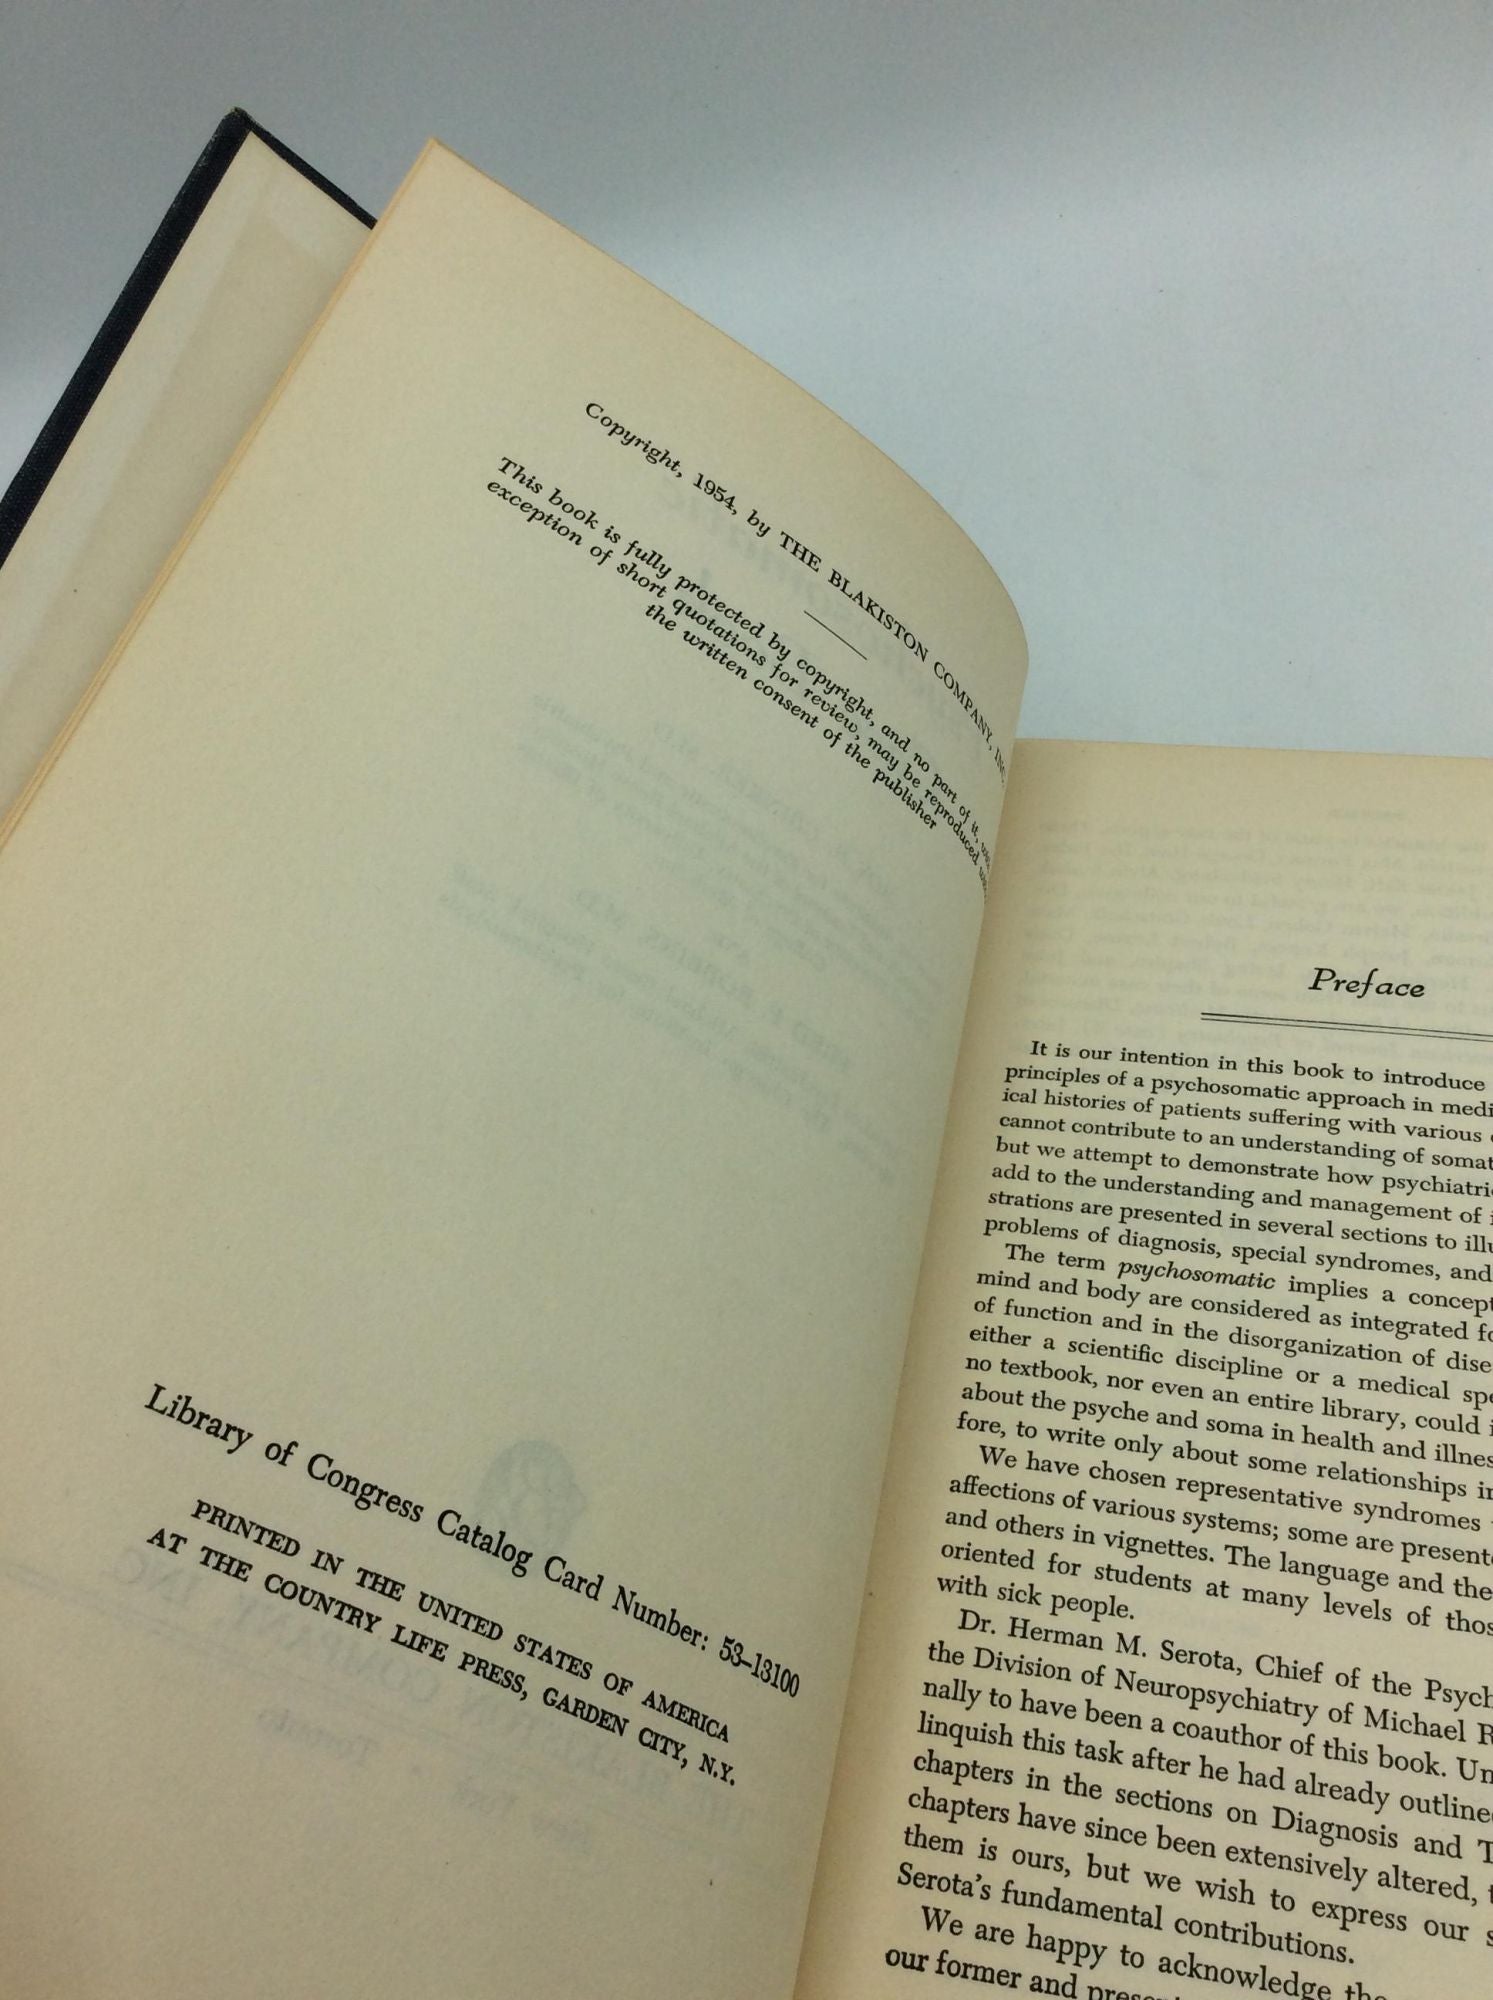 Copyright, 1954, by THE BLAKISTON COMPANY, INC.
This book is fully protected by copyright, and no part of it, 
exception of short quotations for review, may be reproduced
the written consent of the publisher
Library of Congress Catalog Card Number: 53-13100
PRINTED IN THE UNITED STATES OF AMERICA
AT THE COUNTRY LIFE PRESS, GARDEN CITY, N.Y.
Preface
It is our intention in this book to introduce
principles of a psychosomatic approach in medi
ical histories of patients suffering with various
cannot contribute to an understanding of somat
but we attempt to demonstrate how psychiatri
add to the understanding and management of i
strations are presented in several sections to illu
problems of diagnosis, special syndromes, and
The term psychosomatic implies a concept
mind and body are considered as integrated fo
of function and in the disorganization of dise
either a scientific discipline or a medical spe
no textbook, nor even an entire library, could i
about the psyche and soma in health and illnes
fore, to write only about some relationships in
We have chosen representative syndromes
affections of various systems; some are presente
and others in vignettes. The language and the
oriented for students at many levels of thos
with sick people.
Dr. Herman M. Serota, Chief of the Psych
the Division of Neuropsychiatry of Michael R
nally to have been a coauthor of this book. Un
linquish this task after he had already outline
chapters in the sections on Diagnosis and T
chapters have since been extensively altered, t
them is ours, but we wish to express our s
Serota's fundamental contributions.
We are happy to acknowledge the
our former and present